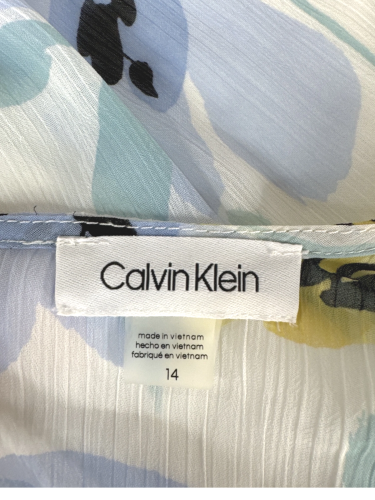 Calvin Klein
made in vietnam
hecho en vietnam
fabriqué en vietnam
14